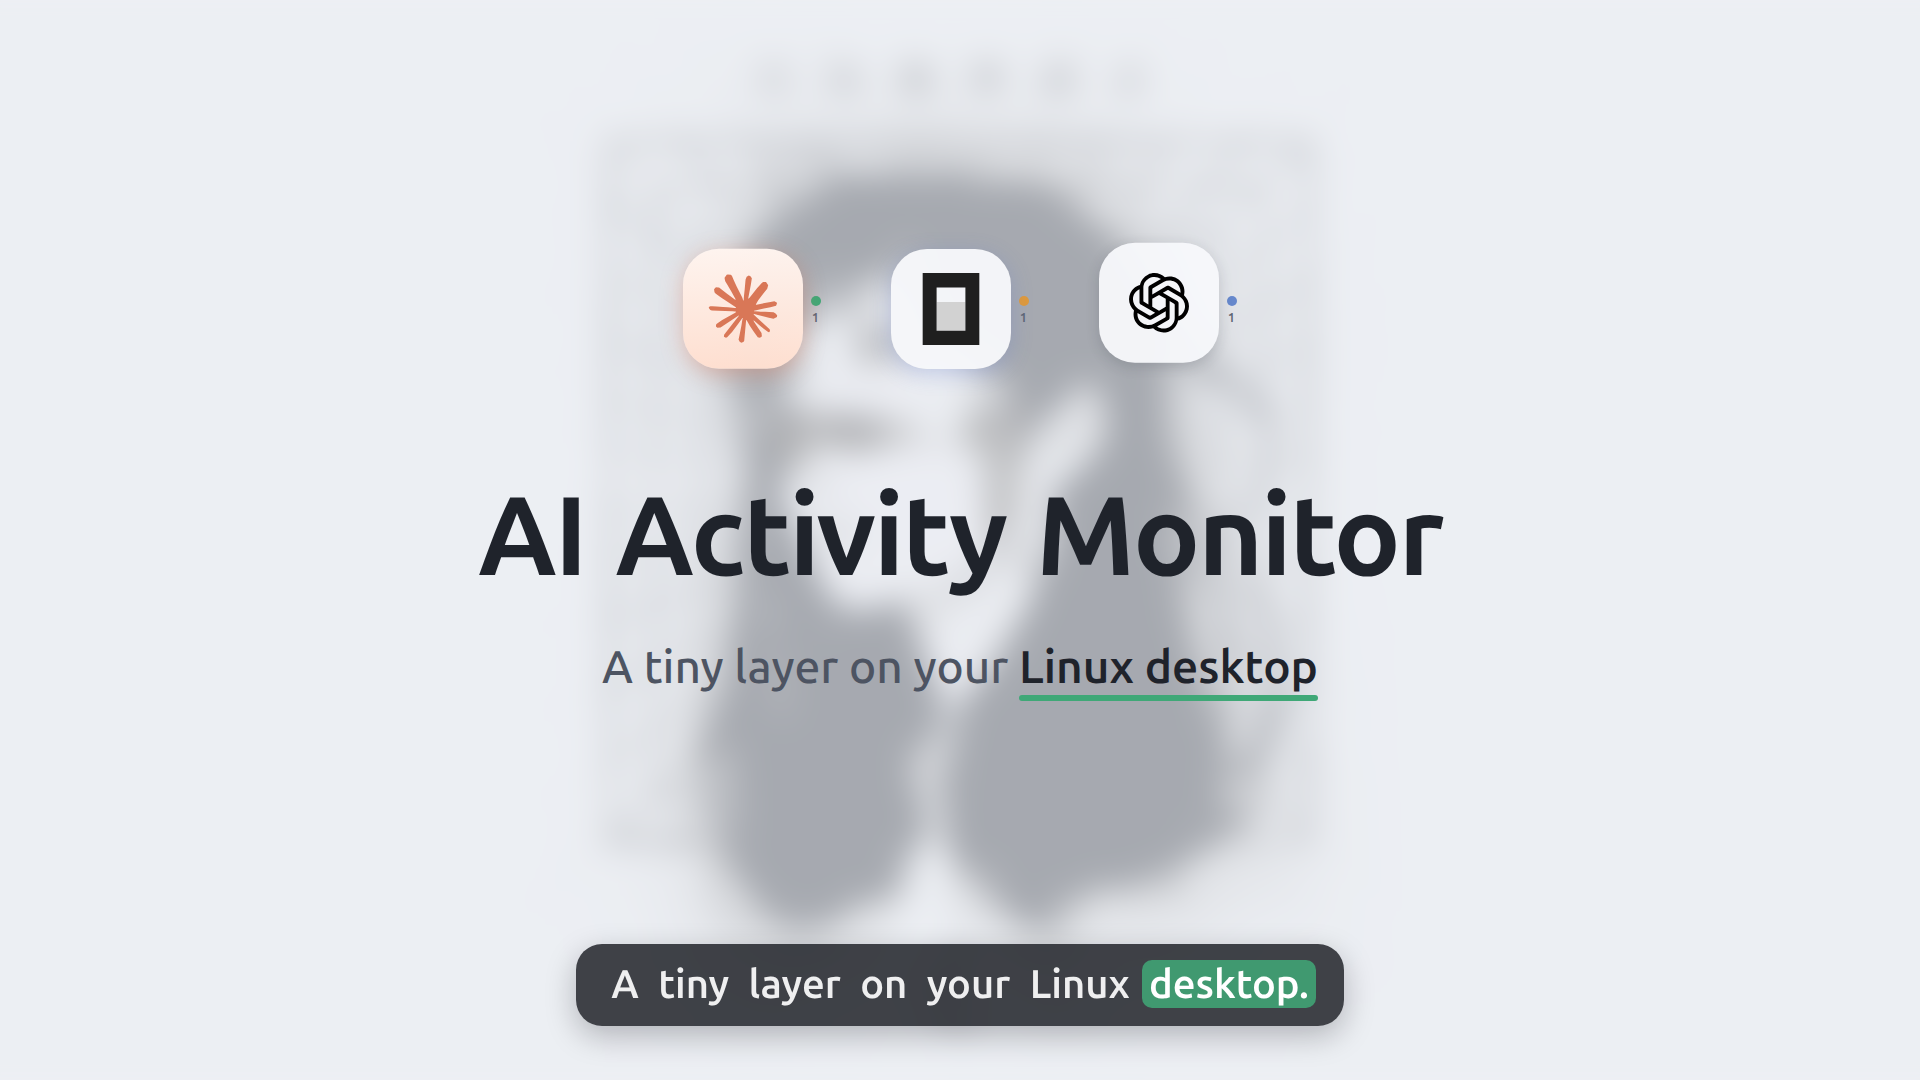 1 1 1
AI Activity Monitor
A tiny layer on your Linux desktop
A tiny layer on your Linux desktop.